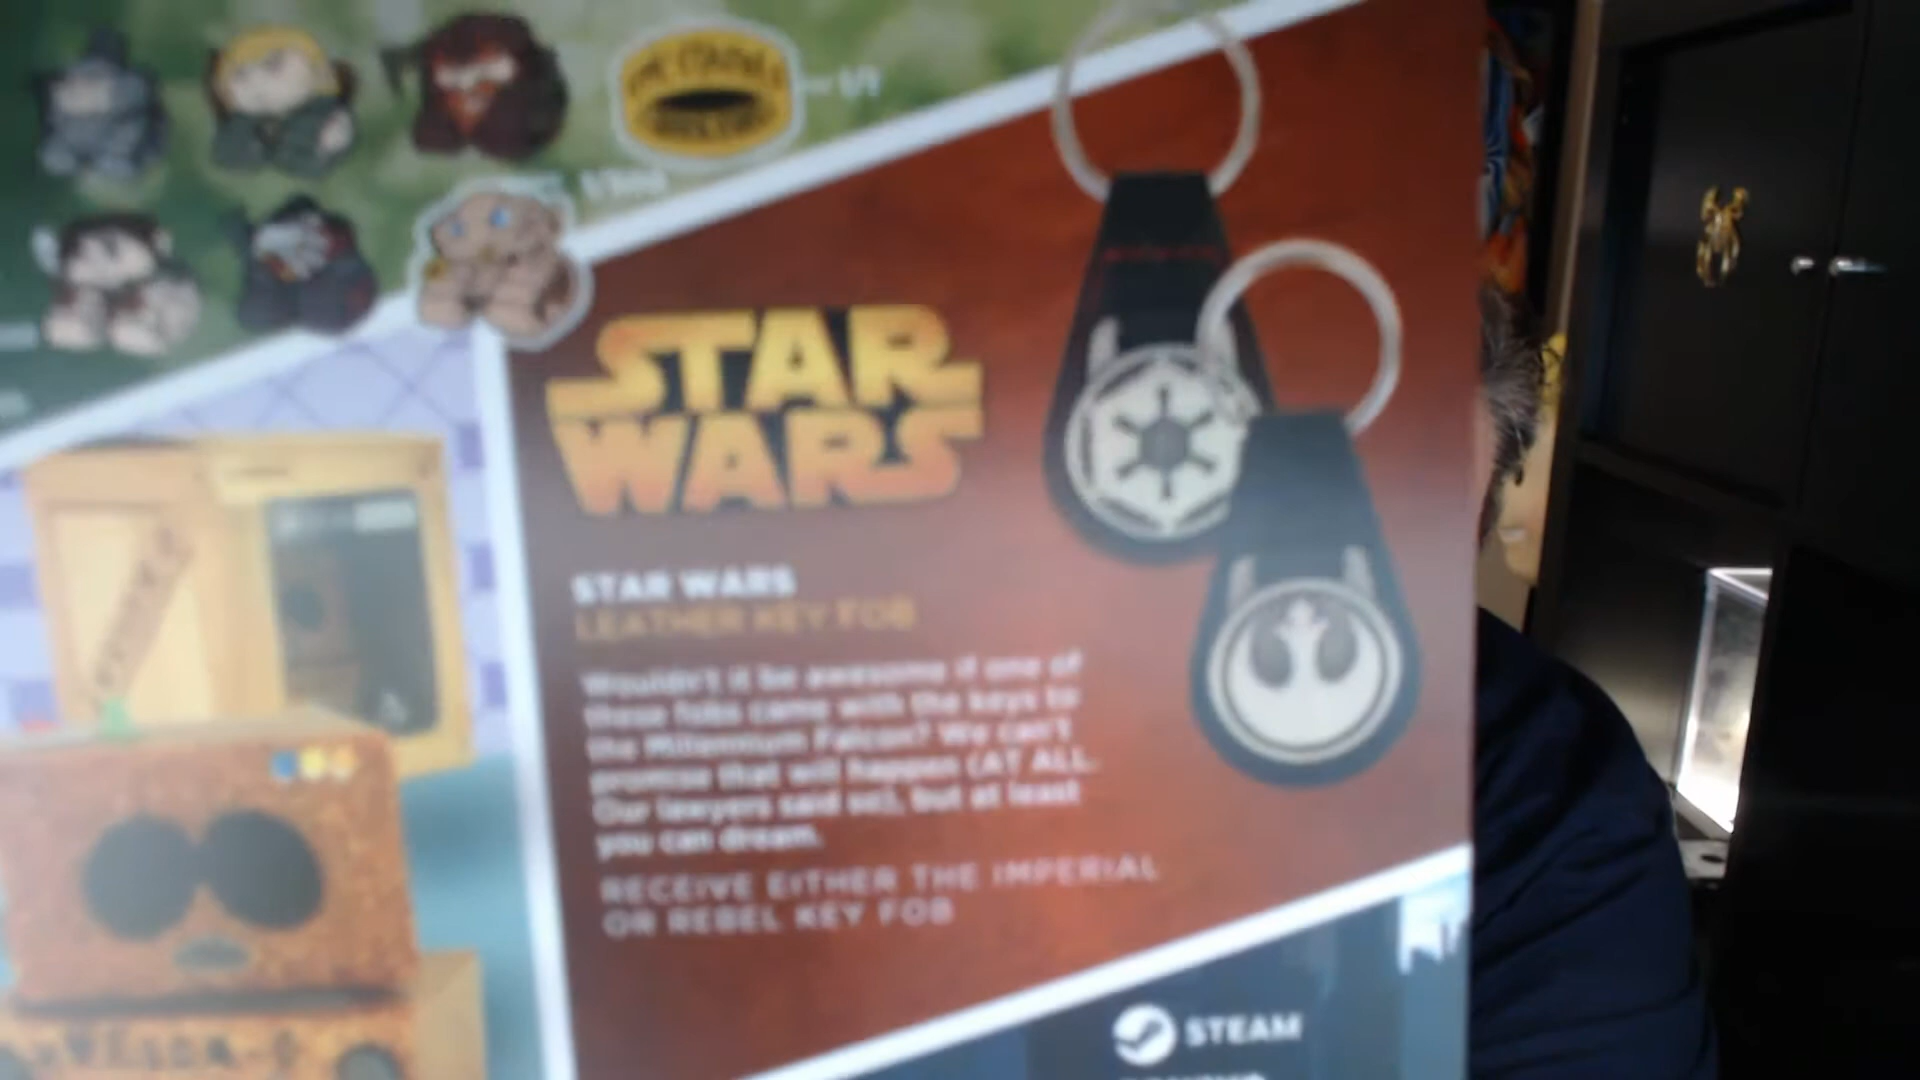 STAR
WARS
STAR WARS
LEATHER KEY FOB
Wouldn't it be awesome if one of
these fobs came with the keys to
the Millennium Falcon? We can't
promise that will happen (AT ALL.
Our lawyers said so), but at least
you can dream.
RECEIVE EITHER THE IMPERIAL
OR REBEL KEY FOB
STEAM